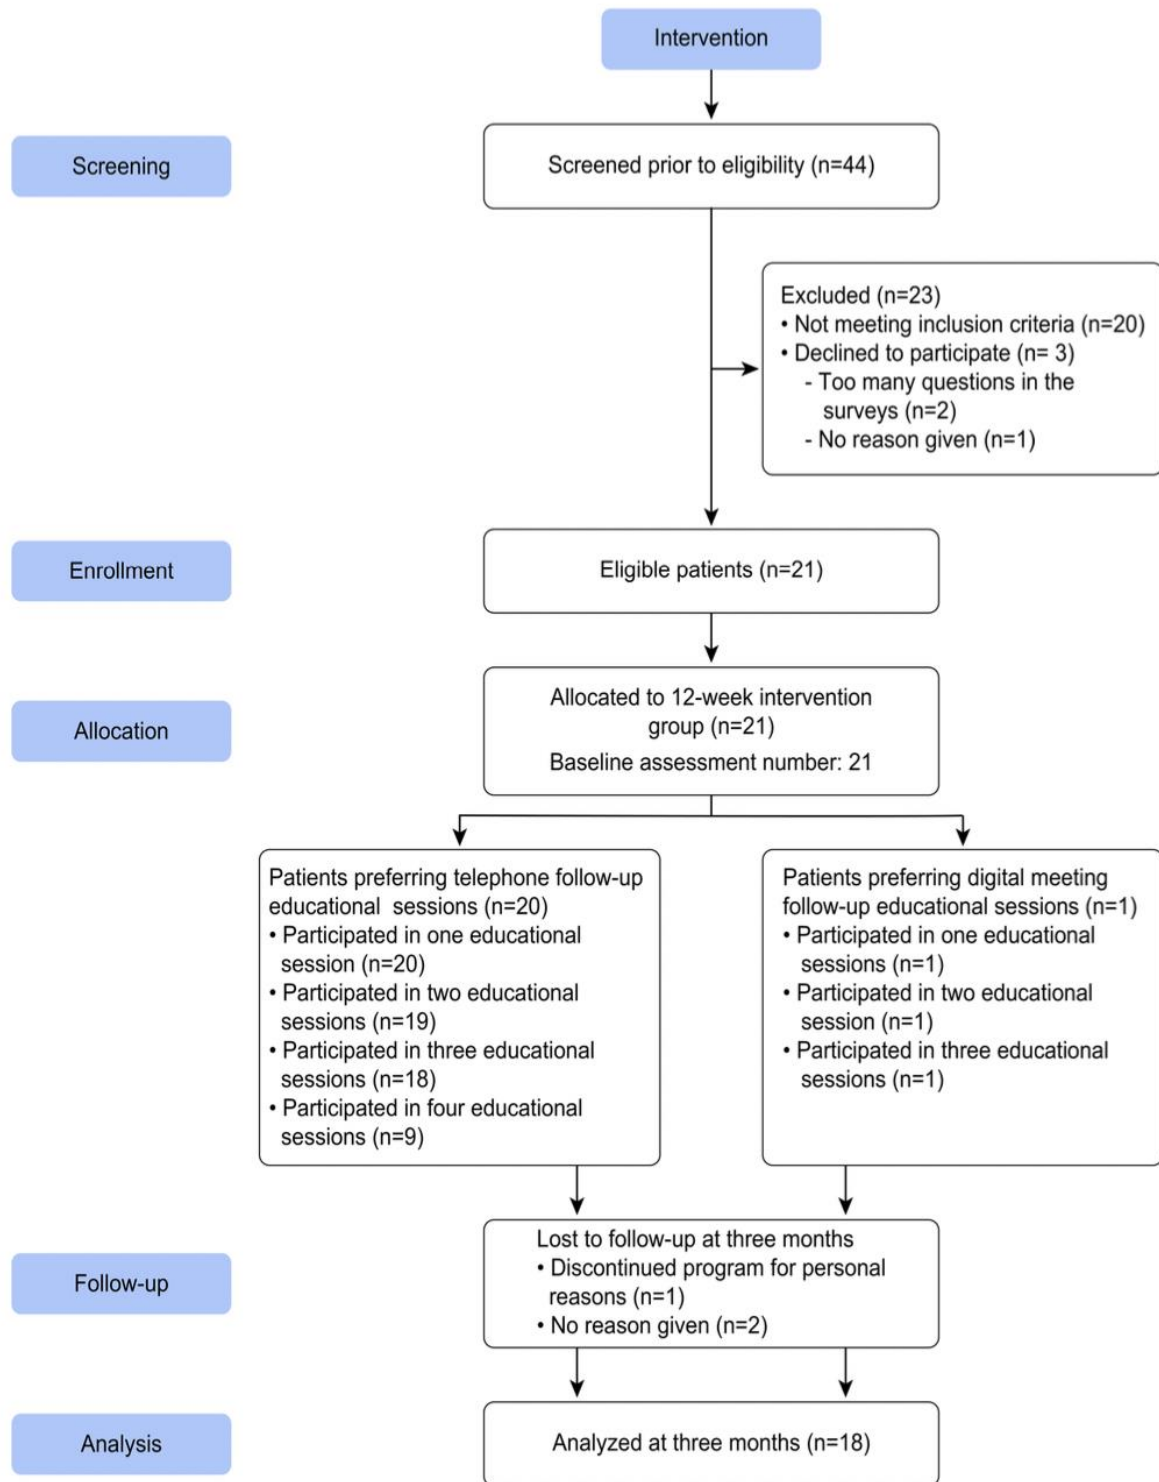 Intervention
Screening
Screened prior to eligibility (n=44)
Excluded (n=23)
• Not meeting inclusion criteria (n=20)
• Declined to participate (n= 3)
- Too many questions in the
surveys (n=2)
- No reason given (n=1)
Enrollment
Eligible patients (n=21)
Allocation
Allocated to 12-week intervention
group (n=21)
Baseline assessment number: 21
Patients preferring telephone follow-up
educational sessions (n=20)
• Participated in one educational
session (n=20)
• Participated in two educational
sessions (n=19)
• Participated in three educational
sessions (n=18)
• Participated in four educational
sessions (n=9)
Patients preferring digital meeting
follow-up educational sessions (n=1)
• Participated in one educational
sessions (n=1)
• Participated in two educational
session (n=1)
• Participated in three educational
sessions (n=1)
Follow-up
Lost to follow-up at three months
• Discontinued program for personal
reasons (n=1)
• No reason given (n=2)
Analysis
Analyzed at three months (n=18)